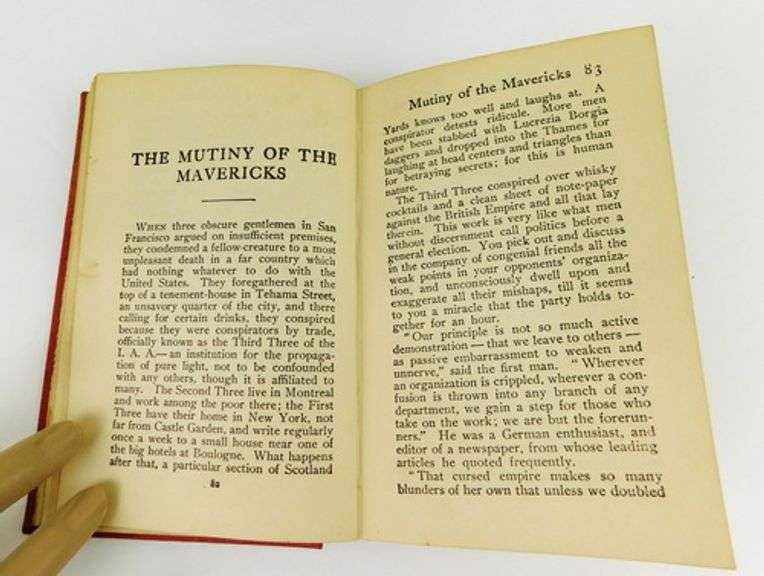 THE MUTINY OF THE
MAVERICKS
WHEN three obscure gentlemen in San
Francisco argued on insufficient premises,
they condemned a fellow-creature to a most
unpleasant death in a far country which
had nothing whatever to do with the
United States. They foregathered at the
top of a tenement-house in Tehama Street,
an unsavory quarter of the city, and there
calling for certain drinks, they conspired
because they were conspirators by trade,
officially known as the Third Three of the
I. A. A.—an institution for the propaga-
tion of pure light, not to be confounded
with any others, though it is affiliated to
many. The Second Three live in Montreal
and work among the poor there; the First
Three have their home in New York, not
far from Castle Garden, and write regularly
once a week to a small house near one of
the big hotels at Boulogne. What happens
after that, a particular section of Scotland
82
Mutiny of the Mavericks 83
Yards knows too well and laughs at. A
conspirator detests ridicule. More men
have been stabbed with Lucrezia Borgia
daggers and dropped into the Thames for
laughing at head centers and triangles than
for betraying secrets; for this is human
nature.
The Third Three conspired over whisky
cocktails and a clean sheet of note-paper
against the British Empire and all that lay
therein. This work is very like what men
without discernment call politics before a
general election. You pick out and discuss
in the company of congenial friends all the
weak points in your opponents' organiza-
tion, and unconsciously dwell upon and
exaggerate all their mishaps, till it seems
to you a miracle that the party holds to-
gether for an hour.
"Our principle is not so much active
demonstration—that we leave to others—
as passive embarrassment to weaken and
unnerve," said the first man. "Wherever
an organization is crippled, wherever a con-
fusion is thrown into any branch of any
department, we gain a step for those who
take on the work; we are but the forerun-
ners." He was a German enthusiast, and
editor of a newspaper, from whose leading
articles he quoted frequently.
"That cursed empire makes so many
blunders of her own that unless we doubled